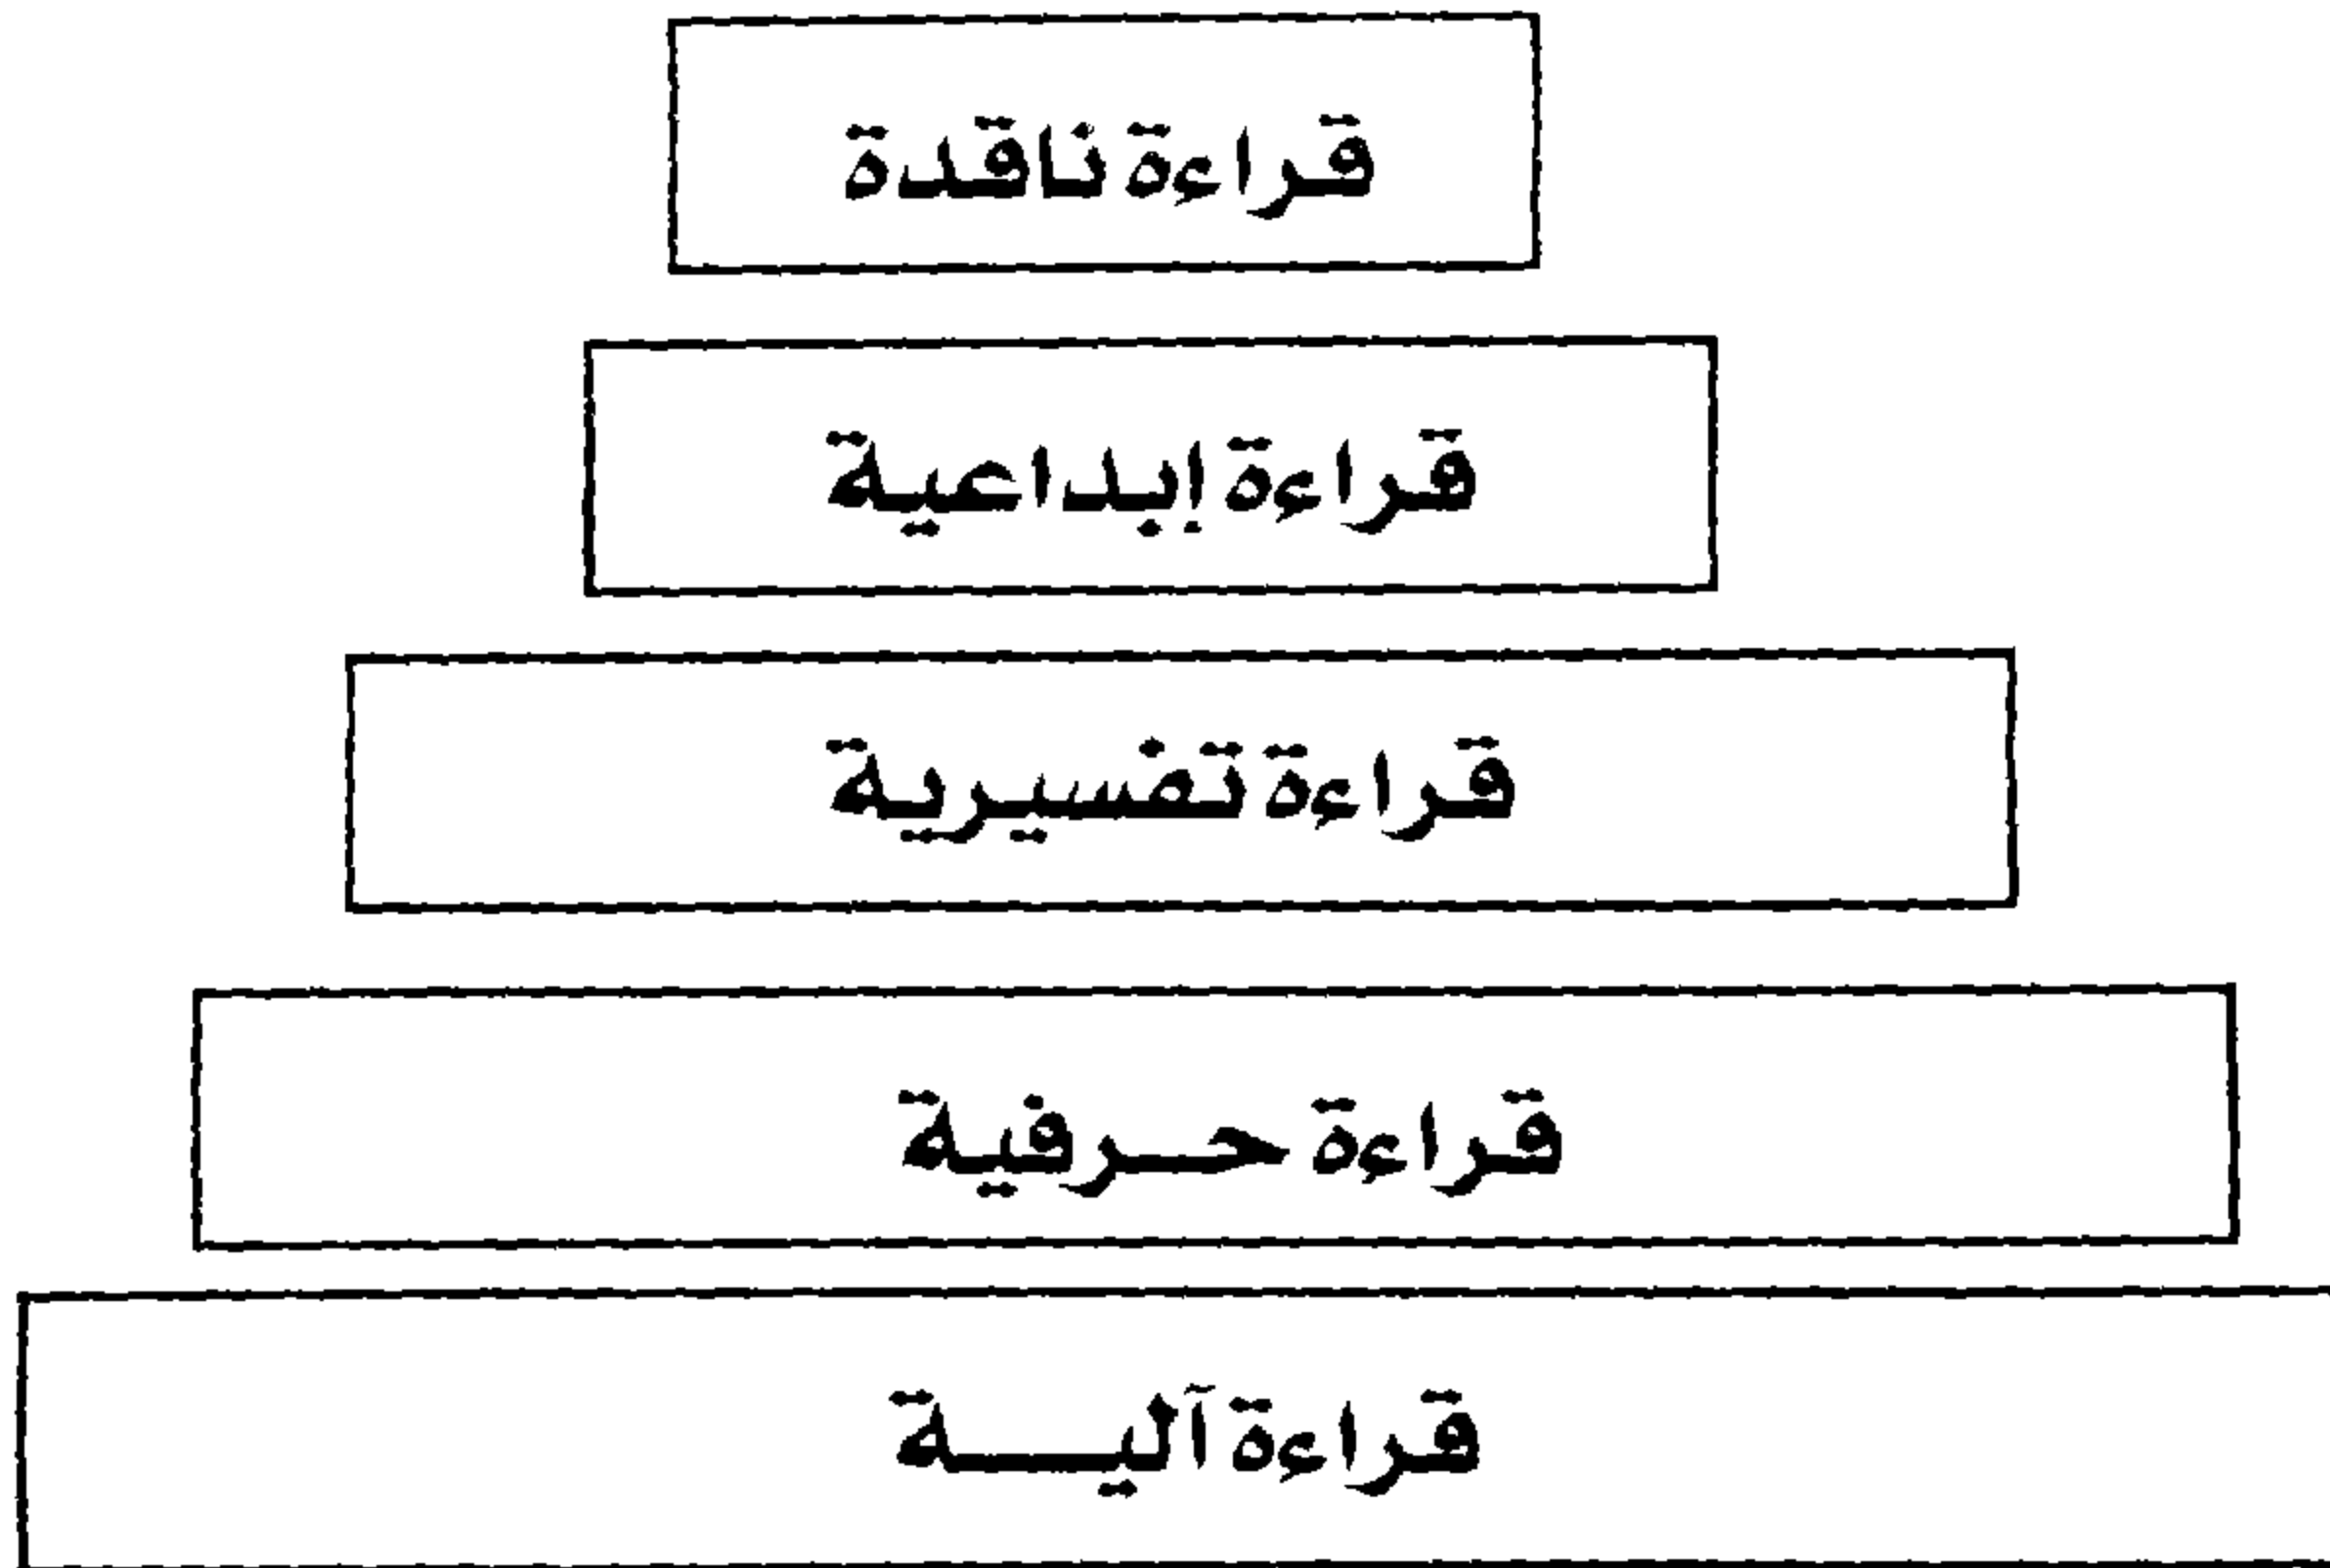 قراءة ناقدة
قراءة إبداعية
قراءة تفسيرية
قراءة حرفية
قراءة آلية